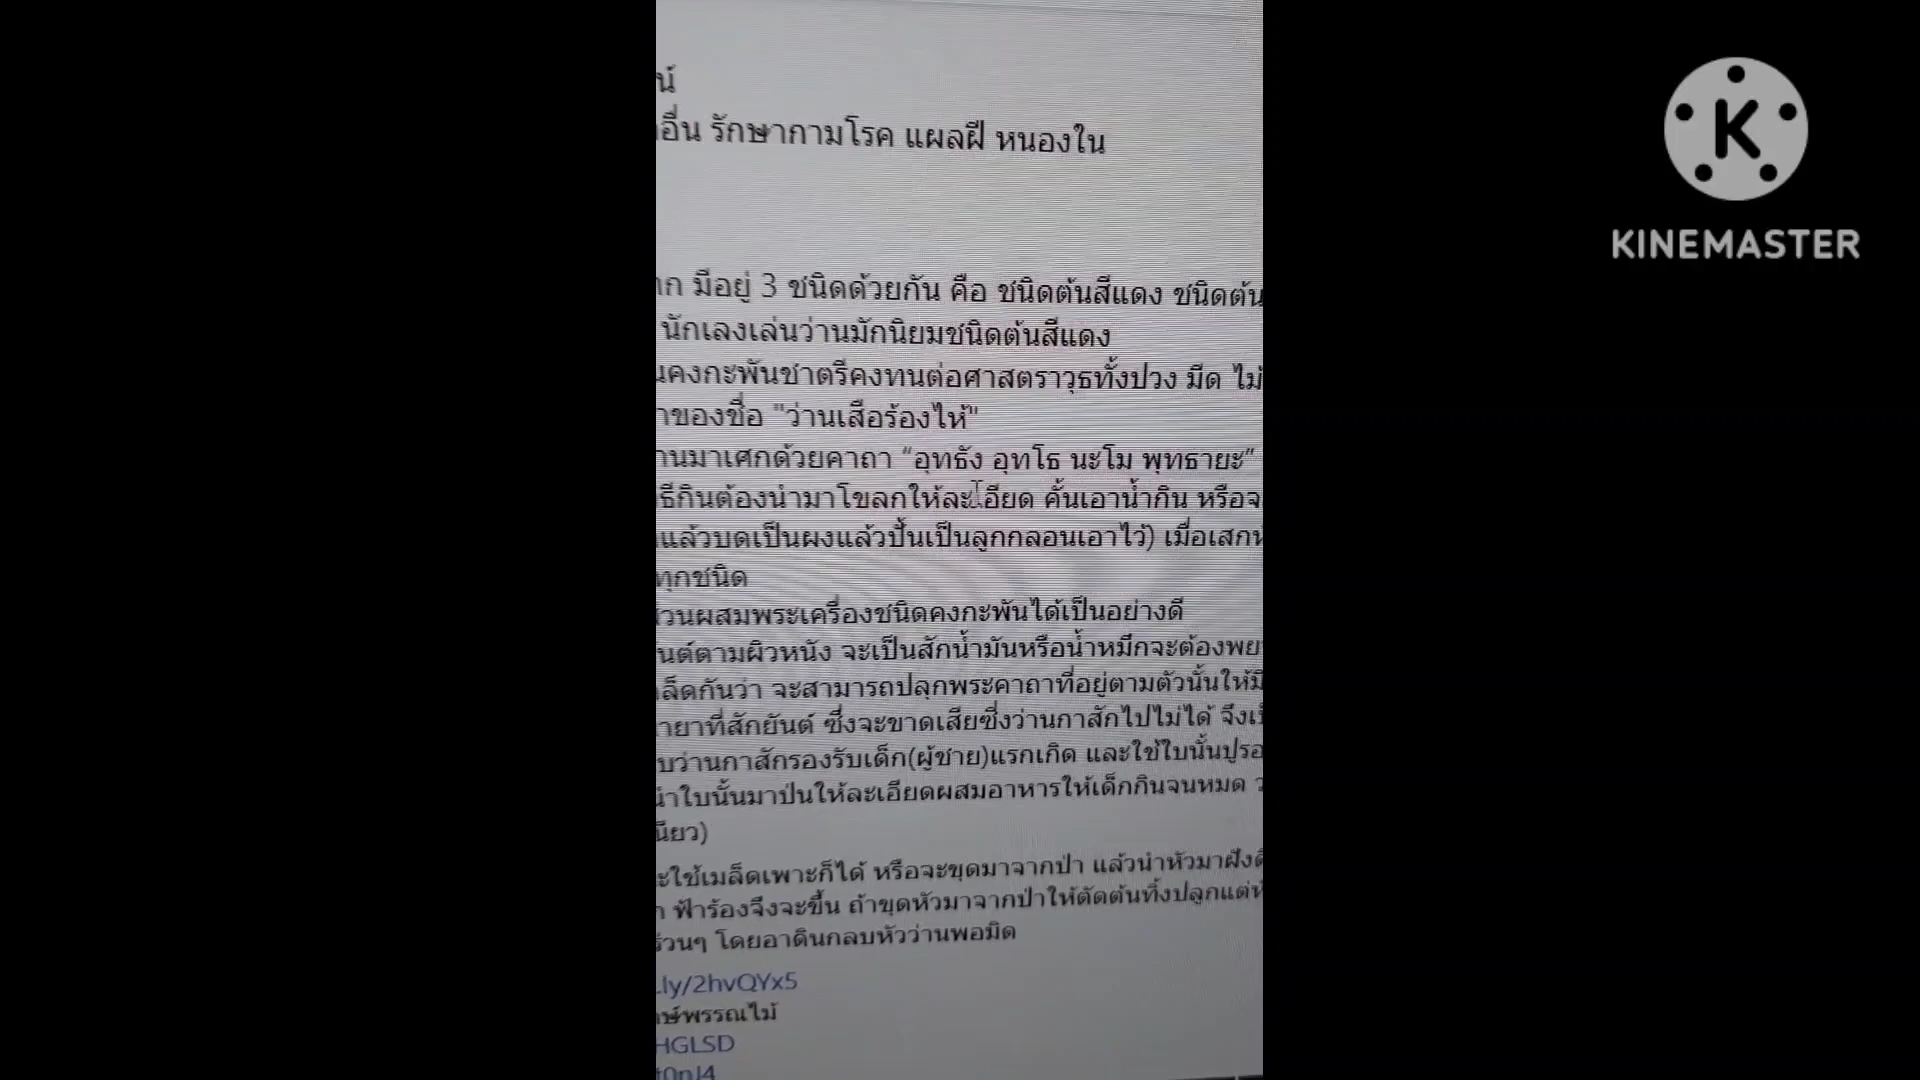 อื่น รักษากามโรค แผลฝี หนองใน
มีอยู่ 3 ชนิดด้วยกัน คือ ชนิดต้นสีแดง ชนิดต้น
นักเลงเล่นว่านมักนิยมชนิดต้นสีแดง
คงกะพันชาตรีคงทนต่อศาสตราวุธทั้งปวง มีด ไม้
ของชื่อ "ว่านเสือร้องไห้"
านมาเศกด้วยคาถา “อุทธัง อุทโธ นะโม พุทธายะ”
ธีกินต้องนำมาโขลกให้ละเอียด คั้นเอาน้ำกิน หรือจ
แล้วบดเป็นผงแล้วปั้นเป็นลูกกลอนเอาไว้) เมื่อเสก
ทุกชนิด
วนผสมพระเครื่องชนิดคงกะพันได้เป็นอย่างดี
นต์ตามผิวหนัง จะเป็นสักน้ำมันหรือน้ำหมึกจะต้องพย
ล็ดกันว่า จะสามารถปลุกพระคาถาที่อยู่ตามตัวนั้นให้มี
ายาที่สักยันต์ ซึ่งจะขาดเสียซึ่งว่านกาสักไปไม่ได้ จึงเ
บว่านกาสักรองรับเด็ก(ผู้ชาย)แรกเกิด และใช้ใบนั้นปูรอ
นำใบนั้นมาป่นให้ละเอียดผสมอาหารให้เด็กกินจนหมด ว
นียว)
ะใช้เมล็ดเพาะก็ได้ หรือจะขุดมาจากป่า แล้วนำหัวมาฝัง
ฟ้าร้องจึงจะขึ้น ถ้าขุดหัวมาจากป่าให้ตัดต้นทิ้งปลูกแต่
ร่วนๆ โดยอาดินกลบหัวว่านพอมิด
.ly/2hvQYx5
ษ์พรรณไม้
HGLSD
t0nJ4
K
KINEMASTER